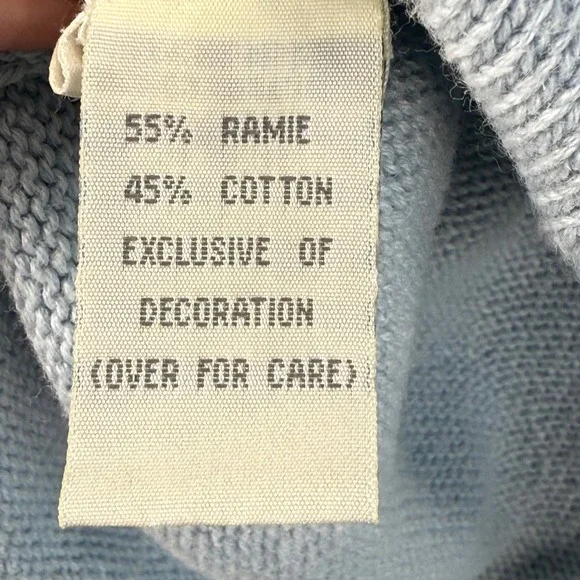 55% RAMIE
45% COTTON
EXCLUSIVE OF
DECORATION
(OVER FOR CARE)